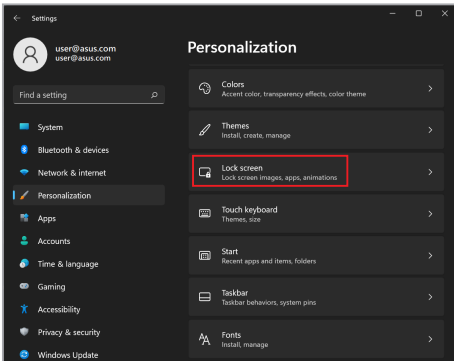 Settings
user@asus.com
user@asus.com
Find a setting
System
Bluetooth & devices
Network & internet
Personalization
Apps
Accounts
Time & language
Gaming
Accessibility
Privacy & security
Windows Update
Personalization
Colors
Accent color, transparency effects, color theme
Themes
Install, create, manage
Lock screen
Lock screen images, apps, animations
Touch keyboard
Themes, size
Start
Recent apps and items, folders
Taskbar
Taskbar behaviors, system pins
Fonts
Install, manage